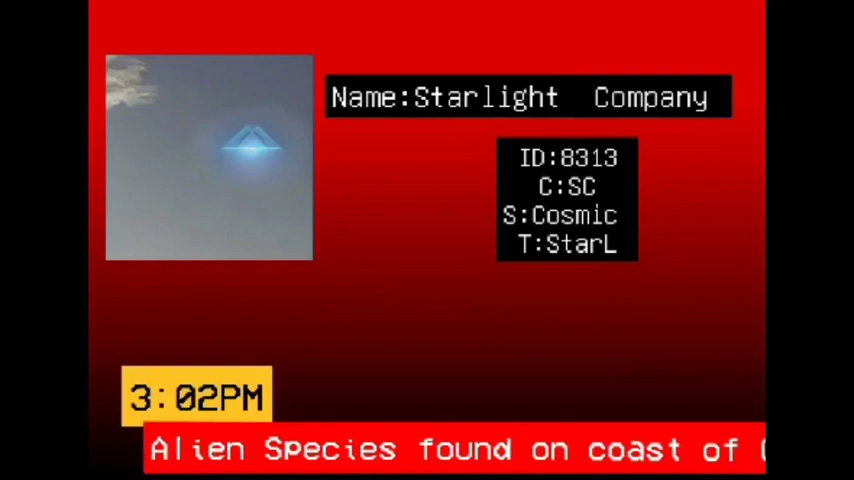 Name:Starlight Company
ID:8313
C:SC
S:Cosmic
T:StarL
3:02PM
Alien Species found on coast of